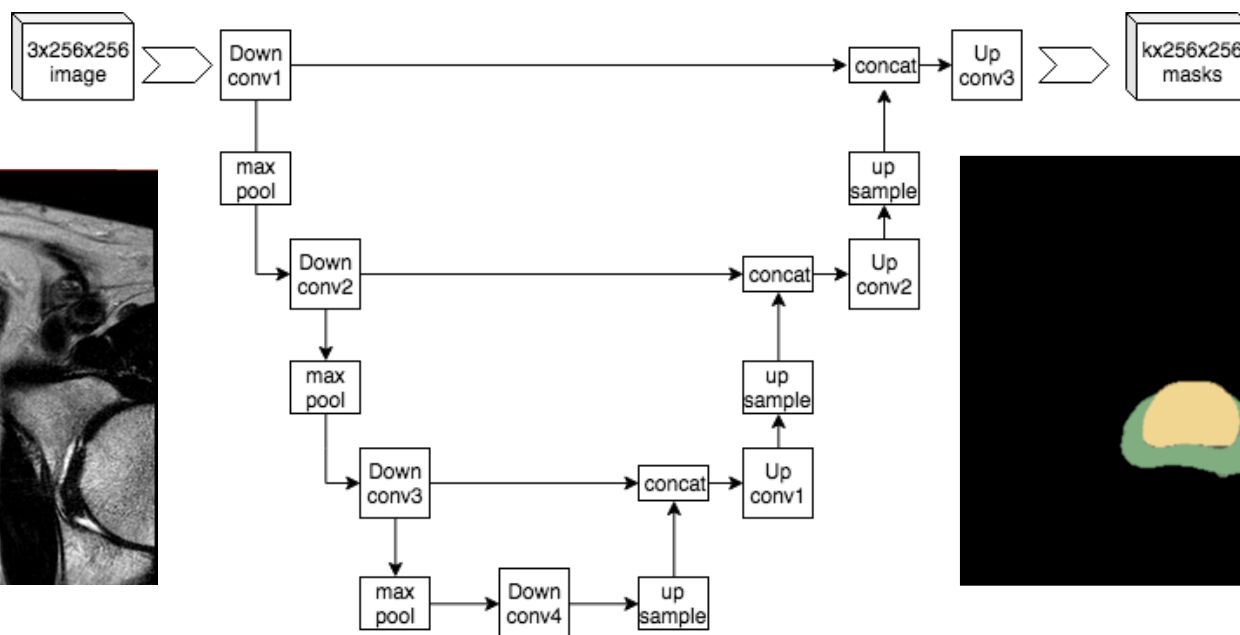 3x256x256
image
Down
conv1
concat
Up
conv3
kx256x256
masks
max
pool
up
sample
Down
conv2
concat
Up
conv2
max
pool
up
sample
Down
conv3
concat
Up
conv1
max
pool
Down
conv4
up
sample